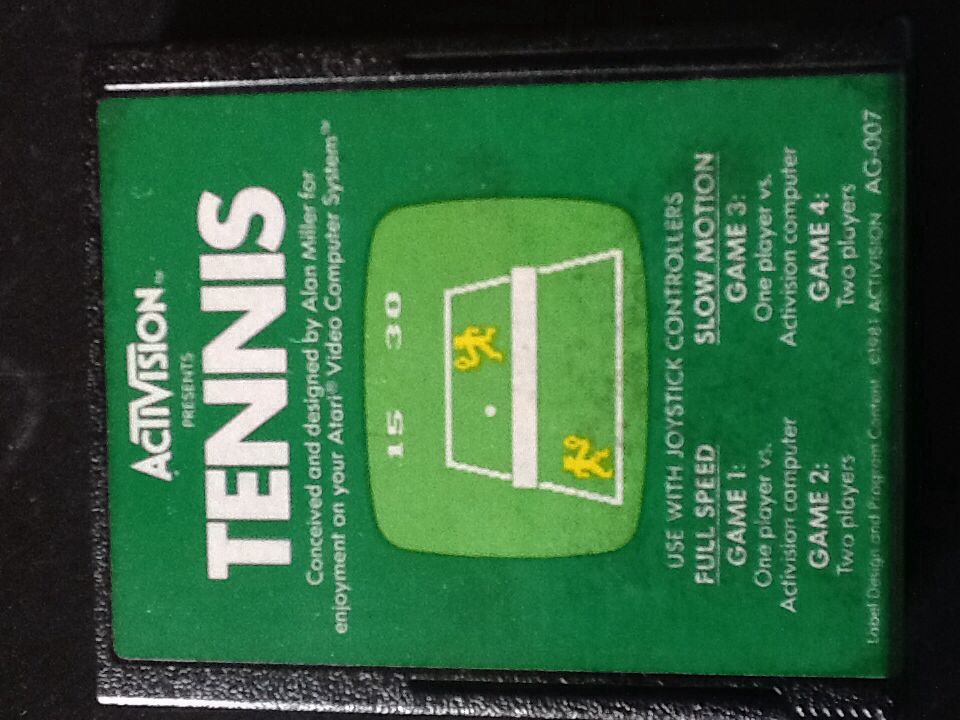 ACTIVISION™
PRESENTS
TENNIS
Conceived and designed by Alan Miller for
enjoyment on your Atari® Video Computer System™
15 30
USE WITH JOYSTICK CONTROLLERS
FULL SPEED
GAME 1:
One player vs.
Activision computer
GAME 2:
Two players
SLOW MOTION
GAME 3:
One player vs.
Activision computer
GAME 4:
Two players
Label Design and Program Content ©1981 ACTIVISION AG-007